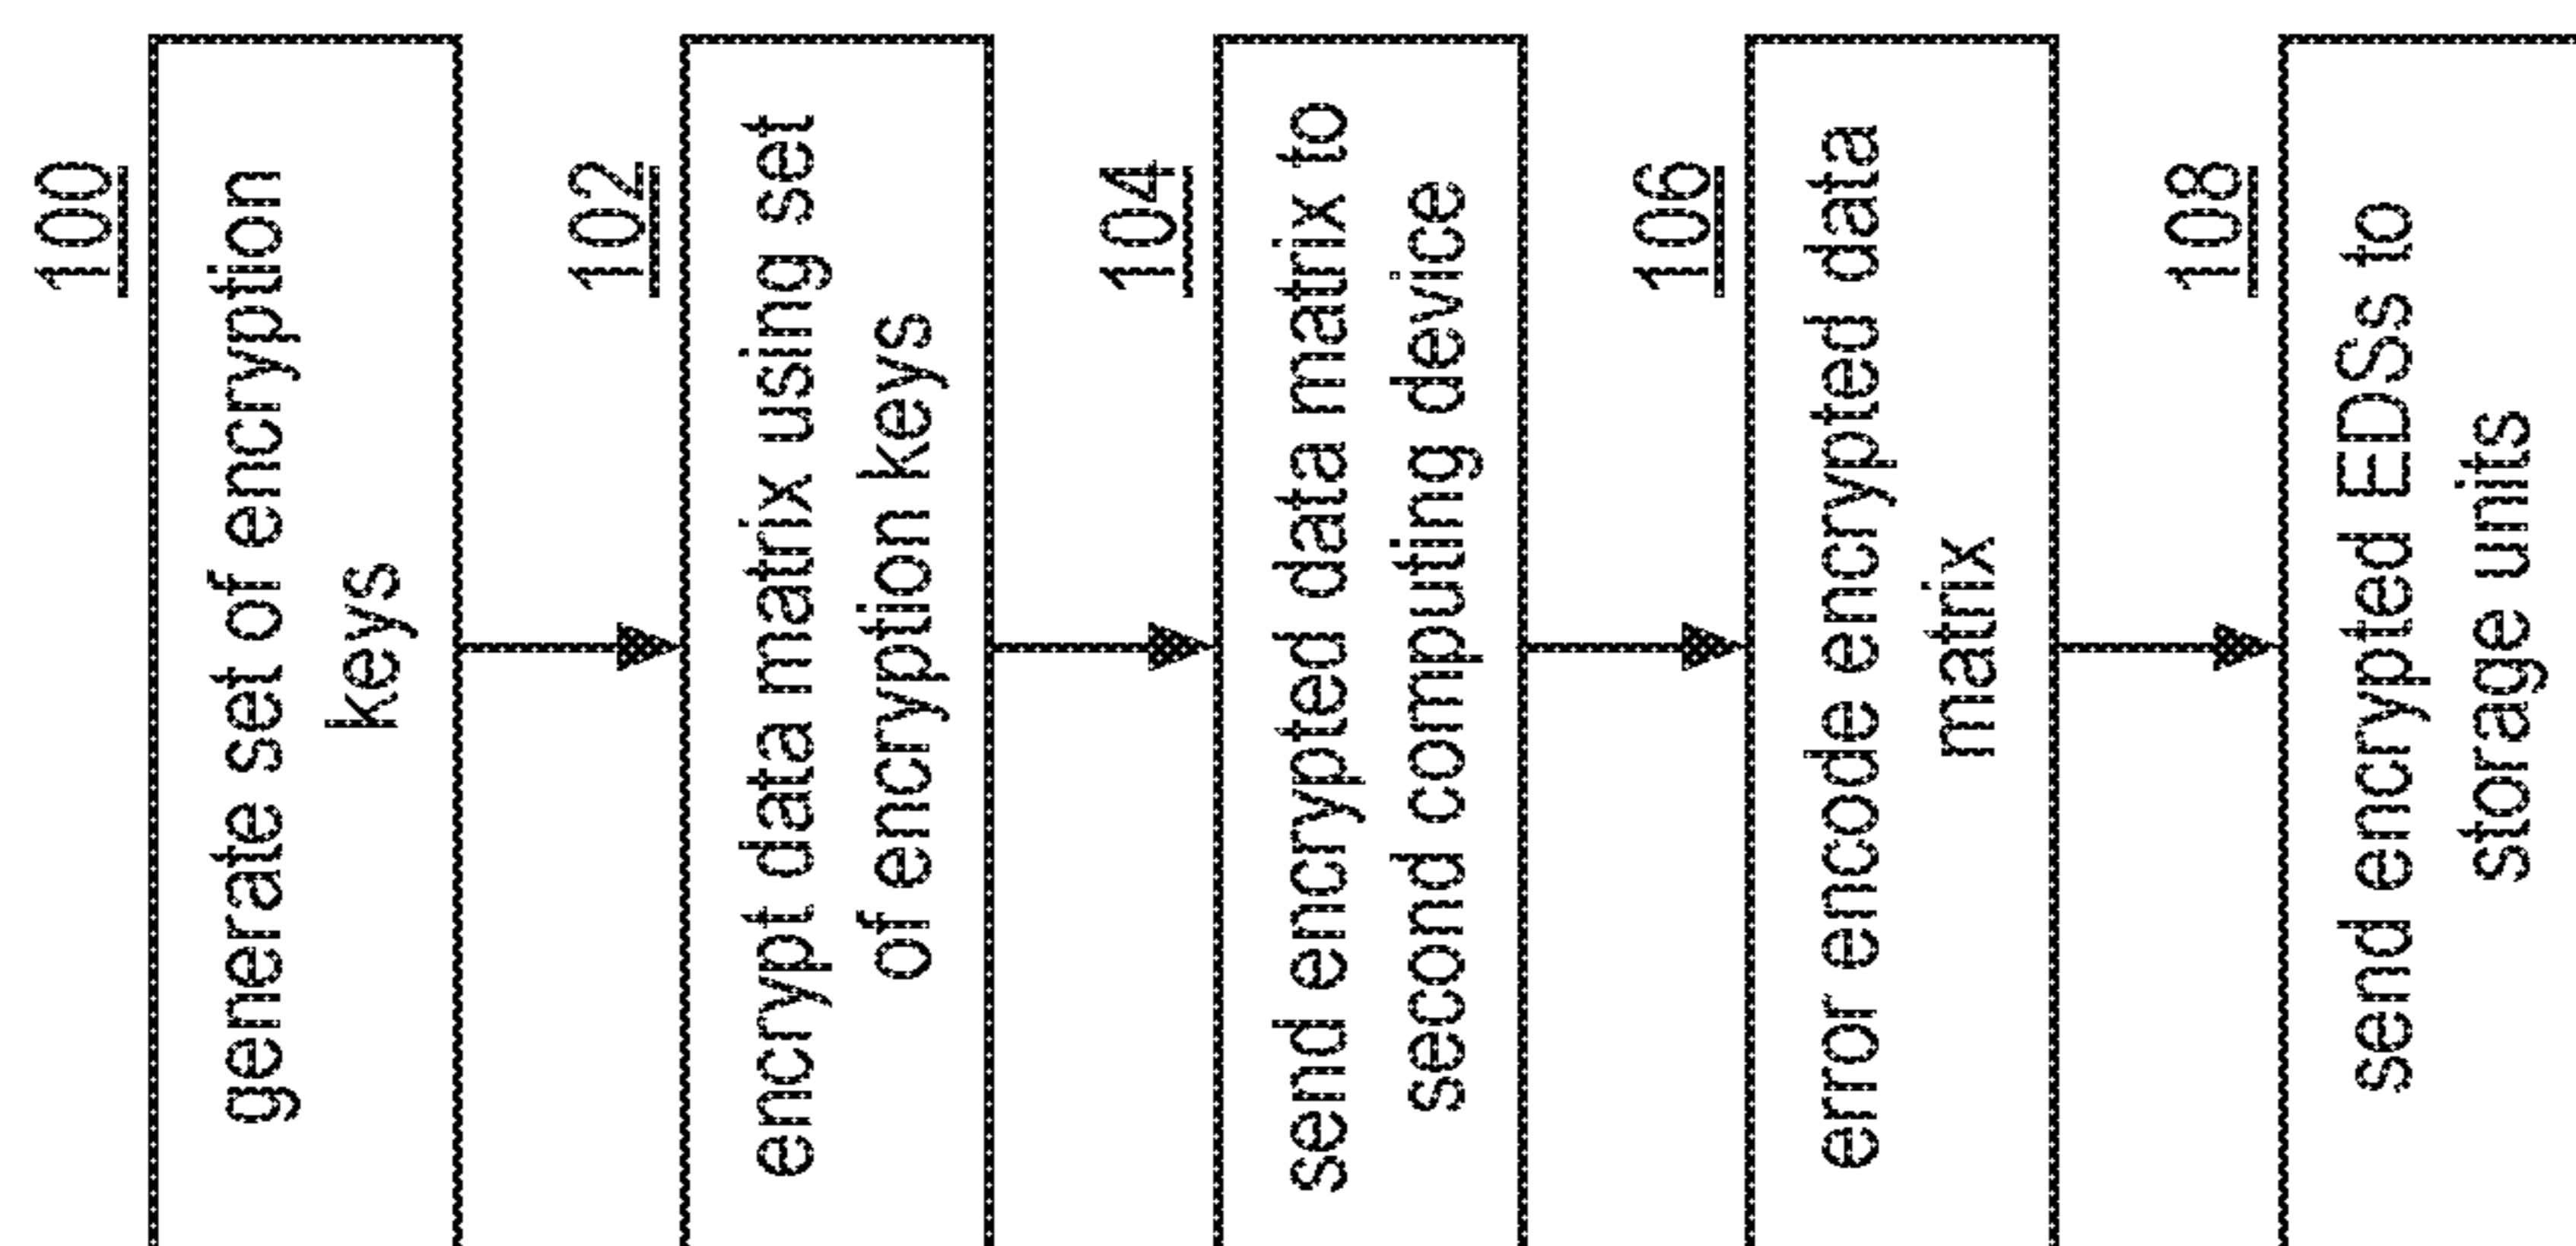 100
generate set of encryption
keys
102
encrypt data matrix using set
of encryption keys
104
send encrypted data matrix to
second computing device
106
error encode encrypted data
matrix
108
send encrypted EDSs to
storage units